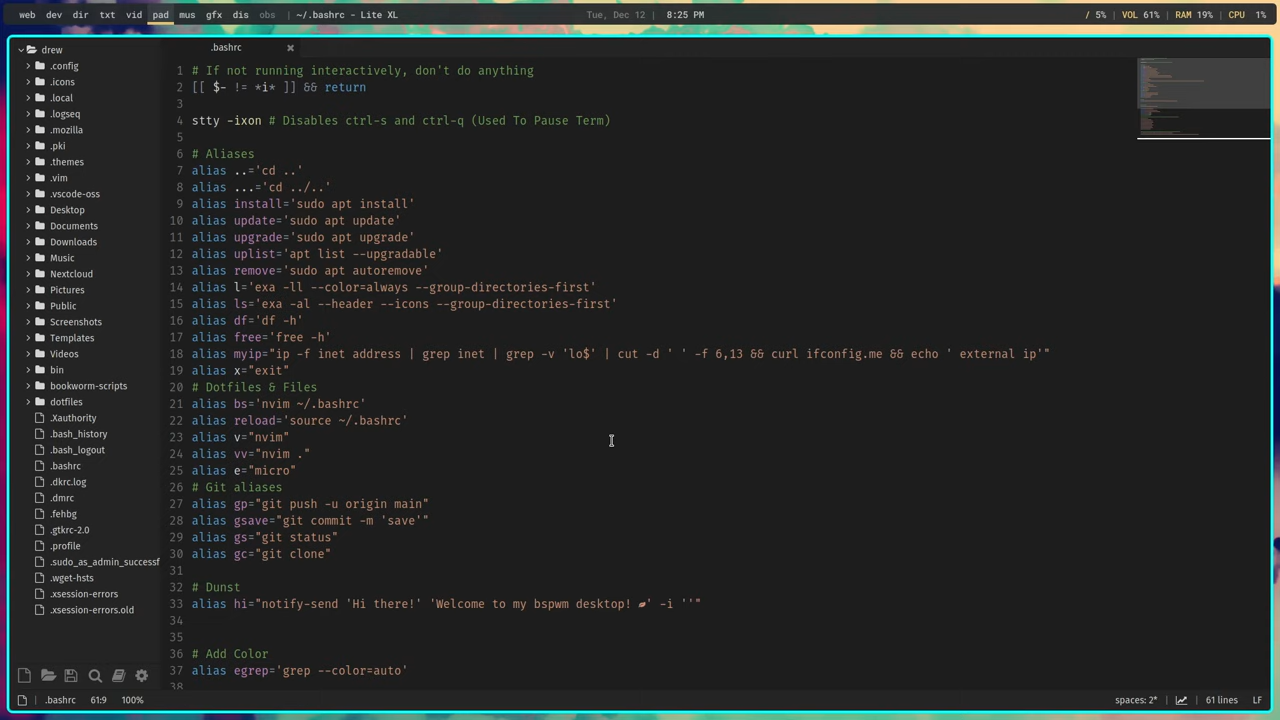 web dev dir txt vid pad mus gfx dis obs | ~/.bashrc - Lite XL
Tue, Dec 12 | 8:25 PM
/ 5% | VOL 61% | RAM 19% | CPU 1%
drew
.config
.icons
.local
.logseq
.mozilla
.pki
.themes
.vim
.vscode-oss
Desktop
Documents
Downloads
Music
Nextcloud
Pictures
Public
Screenshots
Templates
Videos
bin
bookworm-scripts
dotfiles
.Xauthority
.bash_history
.bash_logout
.bashrc
.dkrc.log
.dmrc
.fehbg
.gtkrc-2.0
.profile
.sudo_as_admin_successf
.wget-hsts
.xsession-errors
.xsession-errors.old
.bashrc
1 # If not running interactively, don't do anything
2 [[ $- != *i* ]] && return
3
4 stty -ixon # Disables ctrl-s and ctrl-q (Used To Pause Term)
5
6 # Aliases
7 alias ..='cd ..'
8 alias ...='cd ../..'
9 alias install='sudo apt install'
10 alias update='sudo apt update'
11 alias upgrade='sudo apt upgrade'
12 alias uplist='apt list --upgradable'
13 alias remove='sudo apt autoremove'
14 alias l='exa -ll --color=always --group-directories-first'
15 alias ls='exa -al --header --icons --group-directories-first'
16 alias df='df -h'
17 alias free='free -h'
18 alias myip="ip -f inet address | grep inet | grep -v 'lo$' | cut -d ' ' -f 6,13 && curl ifconfig.me && echo ' external ip'"
19 alias x="exit"
20 # Dotfiles & Files
21 alias bs='nvim ~/.bashrc'
22 alias reload='source ~/.bashrc'
23 alias v="nvim"
24 alias vv="nvim ."
25 alias e="micro"
26 # Git aliases
27 alias gp="git push -u origin main"
28 alias gsave="git commit -m 'save'"
29 alias gs="git status"
30 alias gc="git clone"
31
32 # Dunst
33 alias hi="notify-send 'Hi there!' 'Welcome to my bspwm desktop! ' -i ''"
34
35
36 # Add Color
37 alias egrep='grep --color=auto'
38
.bashrc 61:9 100%
spaces: 2* 61 lines LF